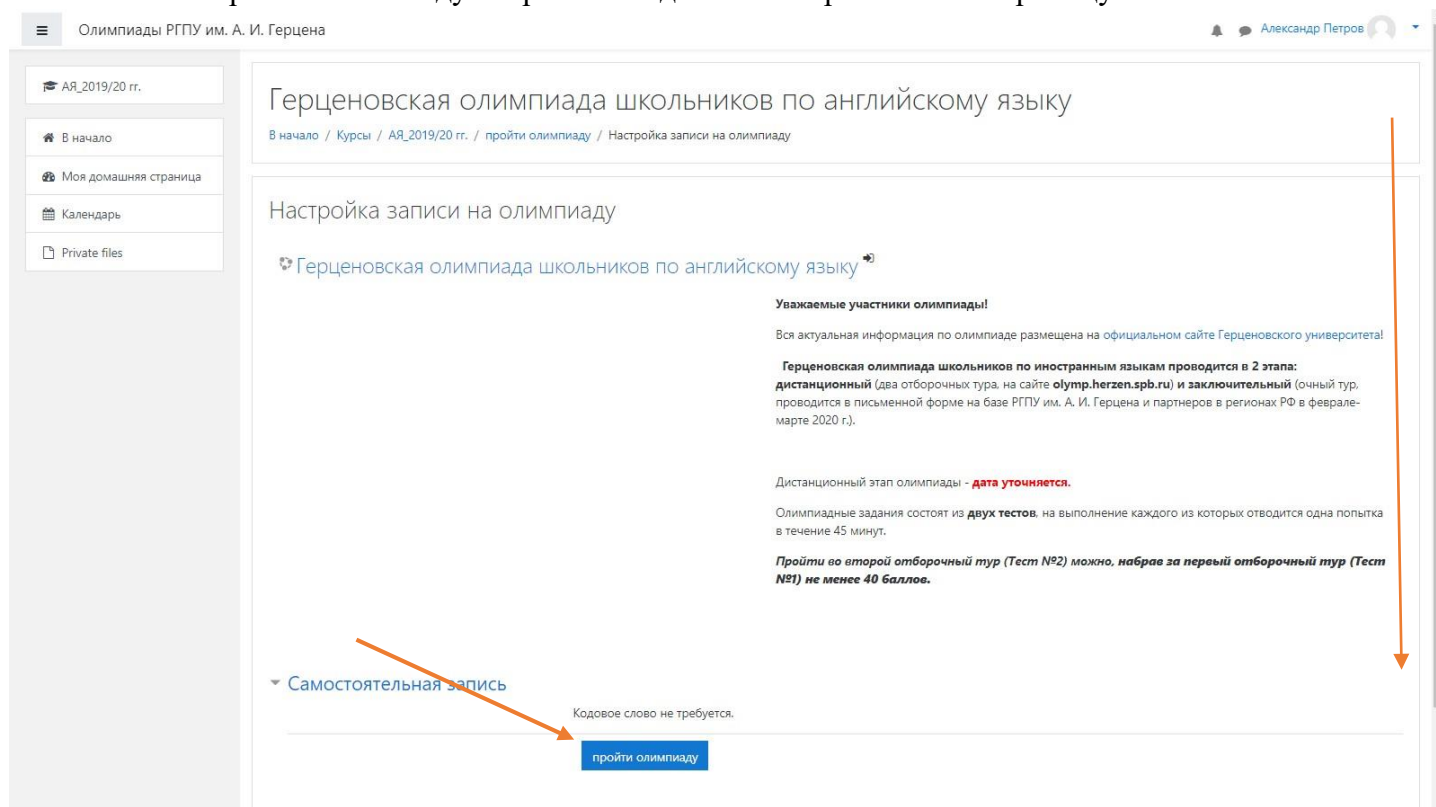 Олимпиады РГПУ им. А. И. Герцена
Александр Петров
АЯ_2019/20 гг.
В начало
Моя домашняя страница
Календарь
Private files
Герценовская олимпиада школьников по английскому языку
В начало / Курсы / АЯ_2019/20 гг. / пройти олимпиаду / Настройка записи на олимпиаду
Настройка записи на олимпиаду
Герценовская олимпиада школьников по английскому языку
Уважаемые участники олимпиады!
Вся актуальная информация по олимпиаде размещена на официальном сайте Герценовского университета!
Герценовская олимпиада школьников по иностранным языкам проводится в 2 этапа:
дистанционный (два отборочных тура, на сайте olymp.herzen.spb.ru) и заключительный (очный тур,
проводится в письменной форме на базе РГПУ им. А. И. Герцена и партнеров в регионах РФ в феврале-
марте 2020 г.).
Дистанционный этап олимпиады - дата уточняется.
Олимпиадные задания состоят из двух тестов, на выполнение каждого из которых отводится одна попытка
в течение 45 минут.
Пройти во второй отборочный тур (Тест №2) можно, набрав за первый отборочный тур (Тест
№1) не менее 40 баллов.
Самостоятельная запись
Кодовое слово не требуется.
пройти олимпиаду